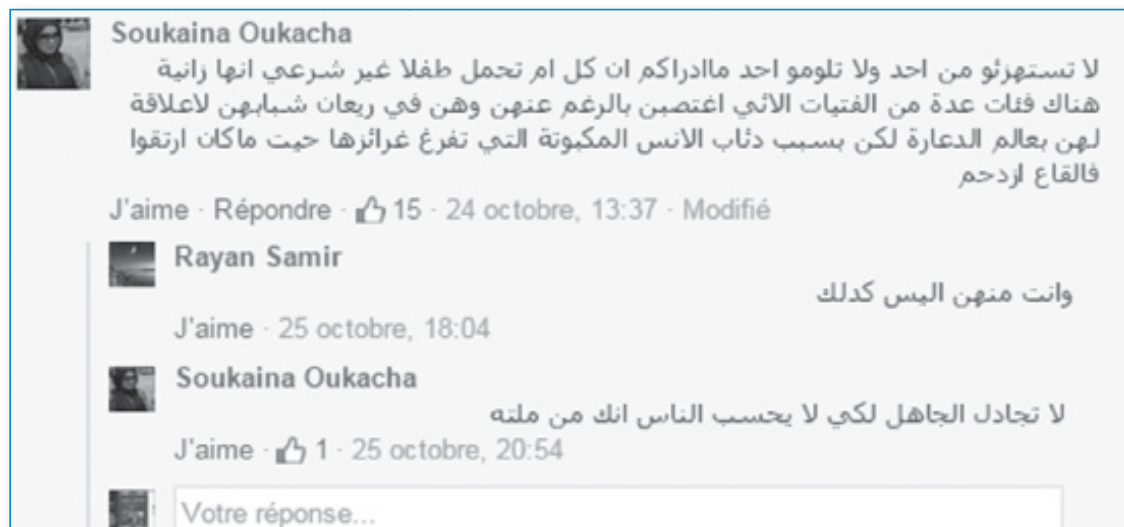 Soukaina Oukacha
لا تستهزئو من احد ولا تلومو احد ماادراكم ان كل ام تحمل طفلا غير شرعي انها زانية
هناك فئات عدة من الفتيات الائي اغتصبن بالرغم عنهن وهن في ريعان شبابهن لاعلاقة
لهن بعالم الدعارة لكن بسبب دئاب الانس المكبوتة التي تفرغ غرائزها حيت ماكان ارتقوا
فالقاع ازدحم
J'aime · Répondre · 15 · 24 octobre, 13:37 · Modifié
Rayan Samir
وانت منهن اليس كدلك
J'aime · 25 octobre, 18:04
Soukaina Oukacha
لا تجادل الجاهل لكي لا يحسب الناس انك من ملته
J'aime · 1 · 25 octobre, 20:54
Votre réponse...